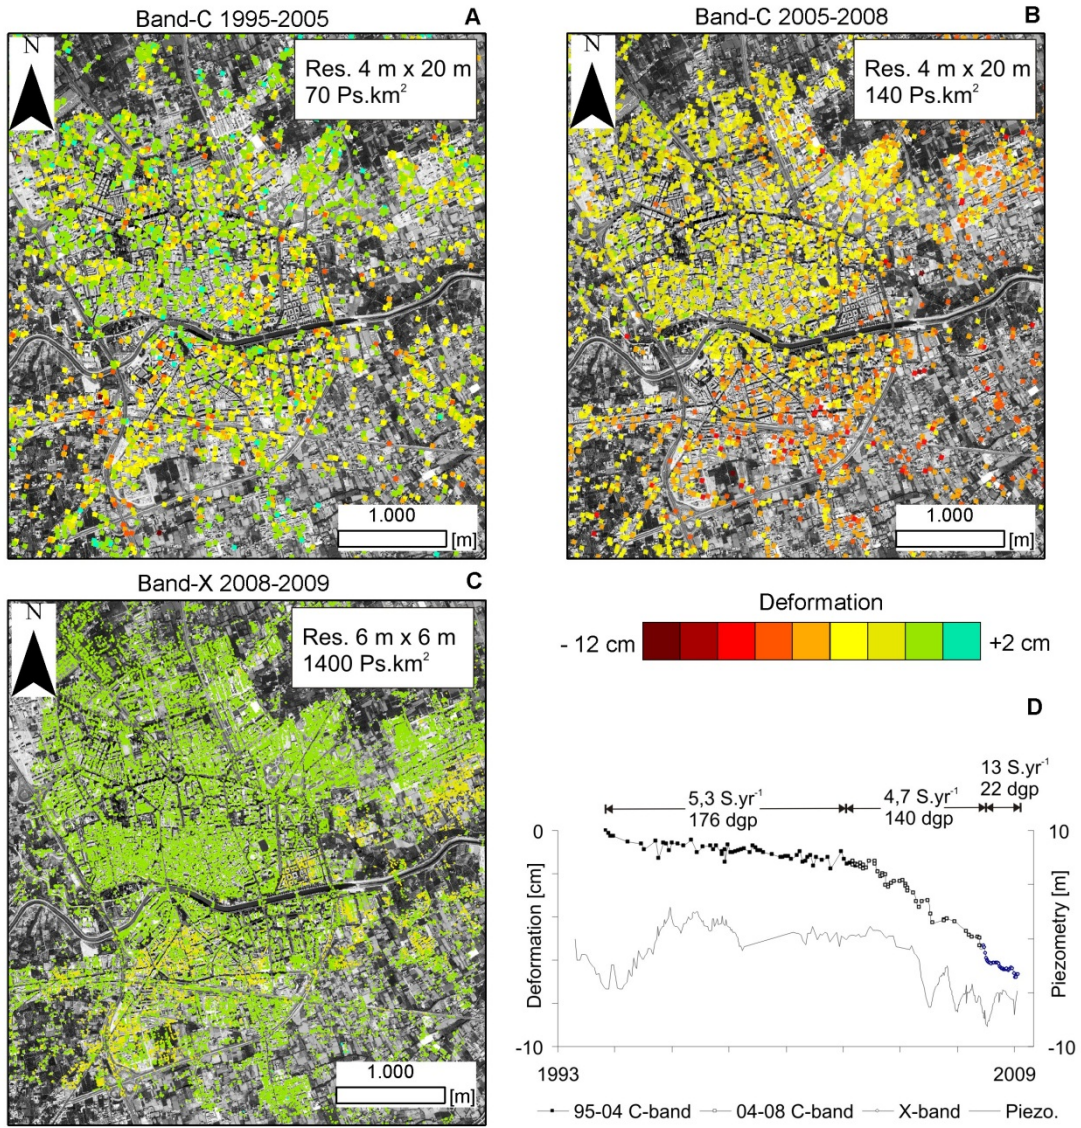 Band-C 1995-2005
A
N
Res. 4 m x 20 m
70 Ps.km²
1.000
[m]
Band-C 2005-2008
B
N
Res. 4 m x 20 m
140 Ps.km²
1.000
[m]
Band-X 2008-2009
C
N
Res. 6 m x 6 m
1400 Ps.km²
1.000
[m]
Deformation
- 12 cm
+2 cm
D
5,3 S.yr⁻¹
176 dgp
4,7 S.yr⁻¹
140 dgp
13 S.yr⁻¹
22 dgp
0
10
Deformation [cm]
Piezometry [m]
-10
-10
1993
2009
95-04 C-band
04-08 C-band
X-band
Piezo.